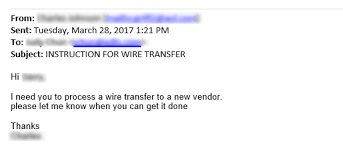 From:
Sent: Tuesday, March 28, 2017 1:21 PM
To:
Subject: INSTRUCTION FOR WIRE TRANSFER
Hi
I need you to process a wire transfer to a new vendor.
please let me know when you can get it done
Thanks